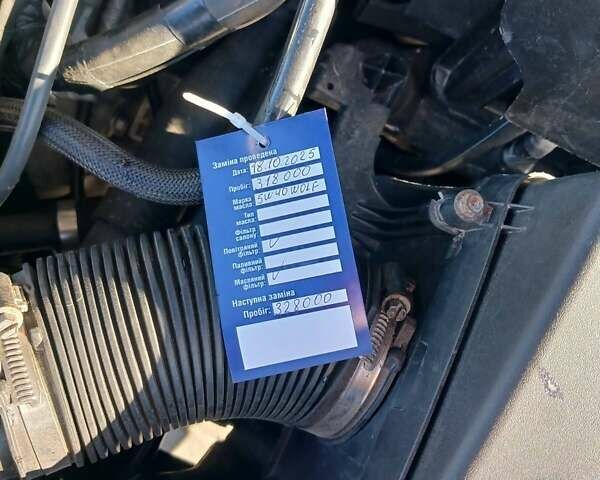 Заміна проведена
Дата: 18.10.2025
Пробіг: 318000
Марка масла: 5W40 WOLF
Тип масла:
Фільтр салону:
Повітряний фільтр: V
Паливний фільтр:
Масляний фільтр: V
Наступна заміна
Пробіг: 328000